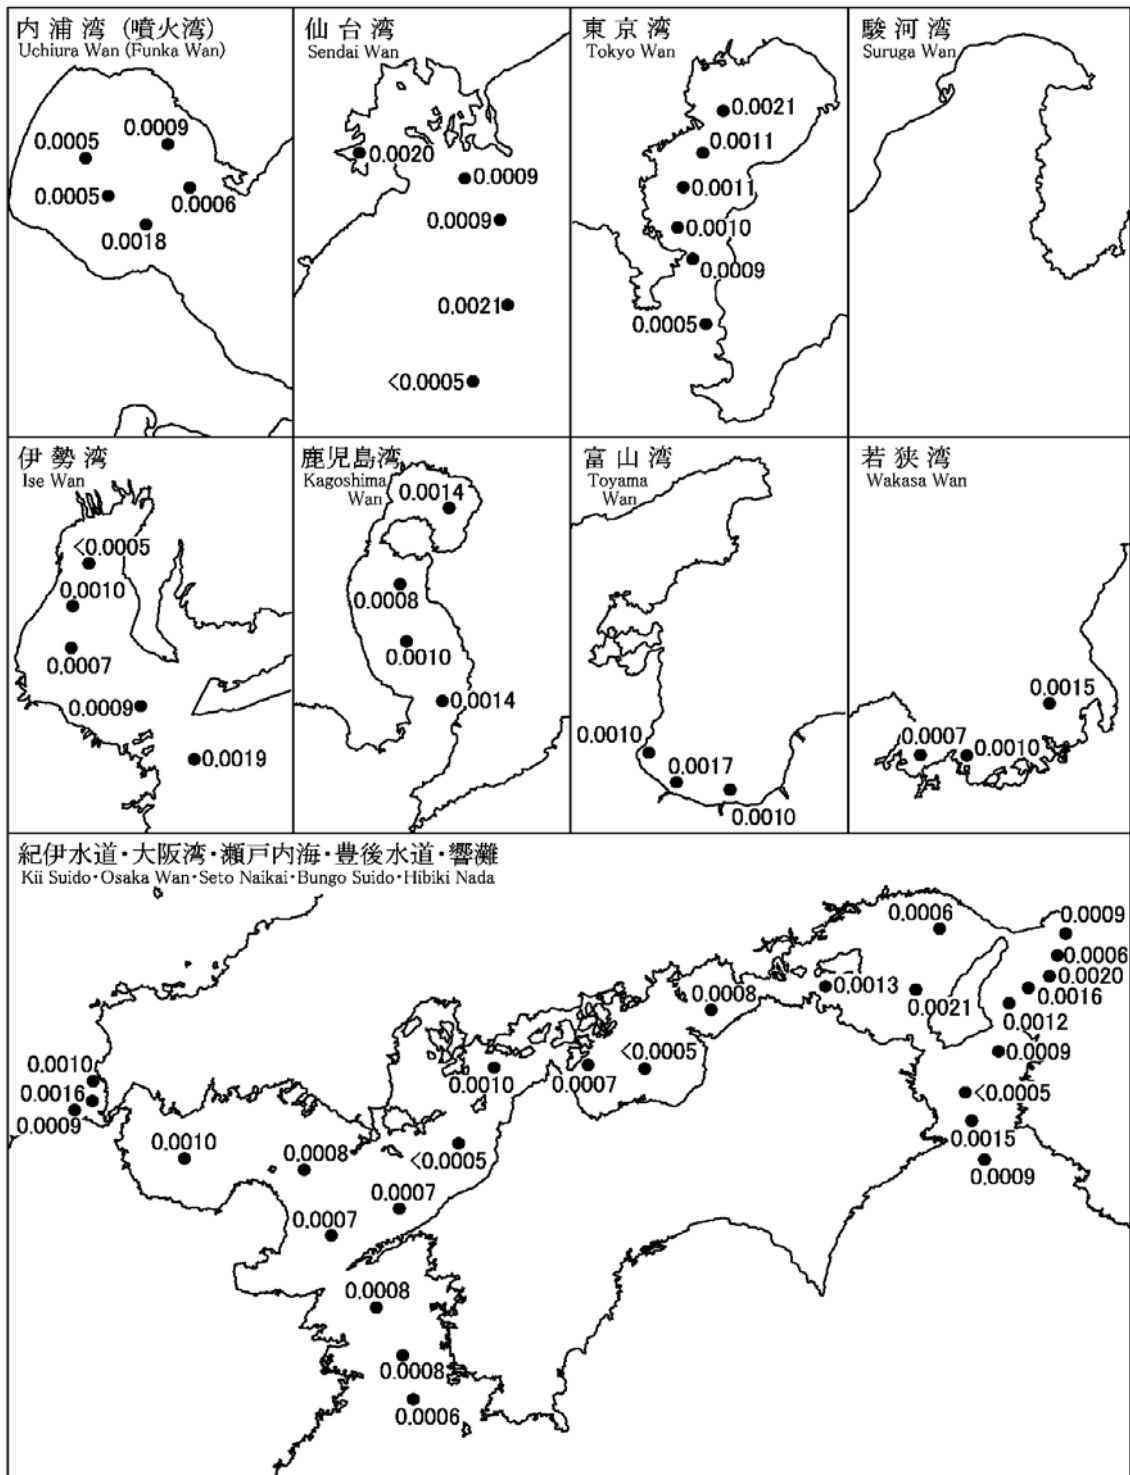 内浦湾 (噴火湾)
Uchiura Wan (Funka Wan)
0.0005
0.0009
0.0005
0.0006
0.0018
仙台湾
Sendai Wan
0.0020
0.0009
0.0009
0.0021
<0.0005
東京湾
Tokyo Wan
0.0021
0.0011
0.0011
0.0010
0.0009
0.0005
駿河湾
Suruga Wan
伊勢湾
Ise Wan
<0.0005
0.0010
0.0007
0.0009
0.0019
鹿児島湾
Kagoshima
Wan
0.0014
0.0008
0.0010
0.0014
富山湾
Toyama
Wan
0.0010
0.0017
0.0010
若狭湾
Wakasa Wan
0.0015
0.0007
0.0010
紀伊水道・大阪湾・瀬戸内海・豊後水道・響灘
Kii Suido・Osaka Wan・Seto Naikai・Bungo Suido・Hibiki Nada
0.0006
0.0009
0.0006
0.0020
0.0013
0.0021
0.0016
0.0008
0.0012
<0.0005
0.0009
0.0010
0.0010
0.0007
0.0016
<0.0005
0.0009
0.0015
0.0010
0.0008
<0.0005
0.0009
0.0007
0.0007
0.0008
0.0008
0.0006